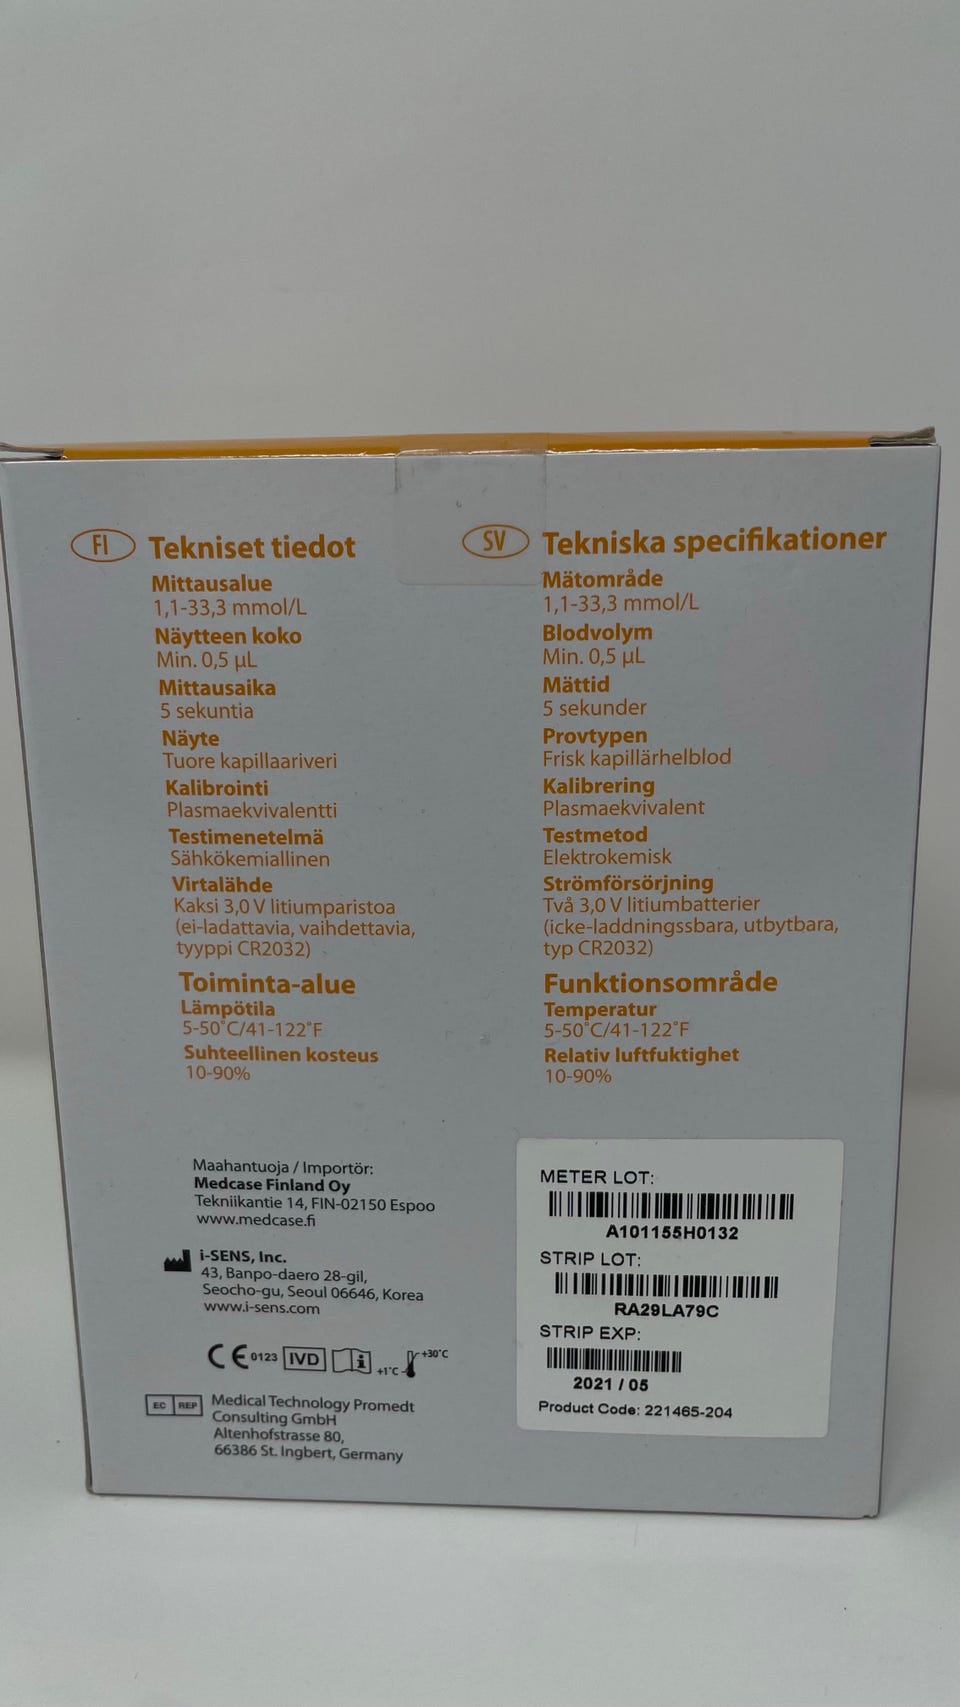 FI Tekniset tiedot
Mittausalue
1,1-33,3 mmol/L
Näytteen koko
Min. 0,5 µL
Mittausaika
5 sekuntia
Näyte
Tuore kapillaariveri
Kalibrointi
Plasmaekvivalentti
Testimenetelmä
Sähkökemiallinen
Virtalähde
Kaksi 3,0 V litiumparistoa
(ei-ladattavia, vaihdettavia,
tyyppi CR2032)
Toiminta-alue
Lämpötila
5-50°C/41-122°F
Suhteellinen kosteus
10-90%
SV Tekniska specifikationer
Mätområde
1,1-33,3 mmol/L
Blodvolym
Min. 0,5 µL
Mättid
5 sekunder
Provtypen
Frisk kapillärhelblod
Kalibrering
Plasmaekvivalent
Testmetod
Elektrokemisk
Strömförsörjning
Två 3,0 V litiumbatterier
(icke-laddningssbara, utbytbara,
typ CR2032)
Funktionsområde
Temperatur
5-50°C/41-122°F
Relativ luftfuktighet
10-90%
Maahantuoja / Importör:
Medcase Finland Oy
Tekniikantie 14, FIN-02150 Espoo
www.medcase.fi
i-SENS, Inc.
43, Banpo-daero 28-gil,
Seocho-gu, Seoul 06646, Korea
www.i-sens.com
CE 0123 IVD i +1°C +30°C
EC REP Medical Technology Promedt
Consulting GmbH
Altenhofstrasse 80,
66386 St. Ingbert, Germany
METER LOT:
A101155H0132
STRIP LOT:
RA29LA79C
STRIP EXP:
2021 / 05
Product Code: 221465-204